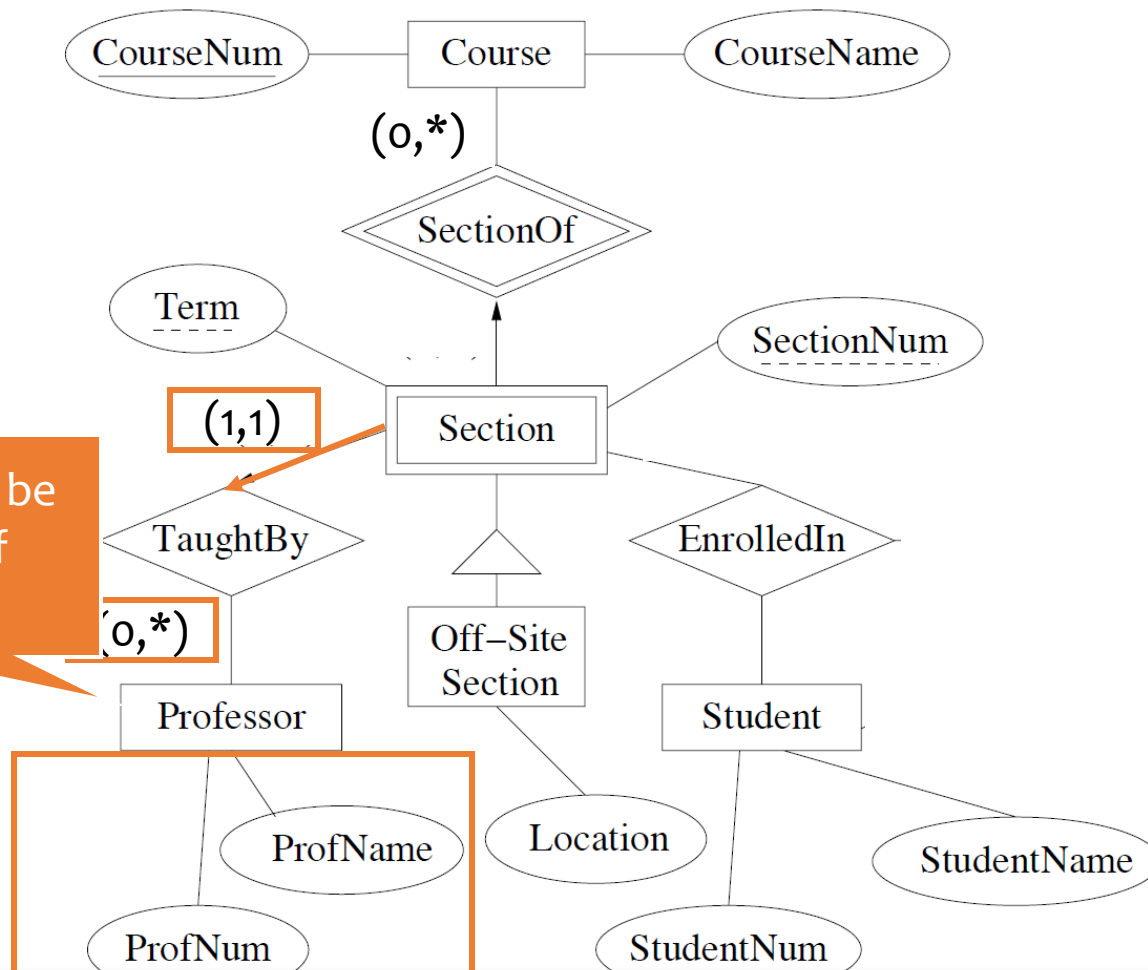 CourseNum
Course
CourseName
(0,*)
SectionOf
Term
SectionNum
(1,1)
Section
be
TaughtBy
EnrolledIn
(0,*)
Off–Site
Section
Professor
Student
ProfName
Location
StudentName
ProfNum
StudentNum